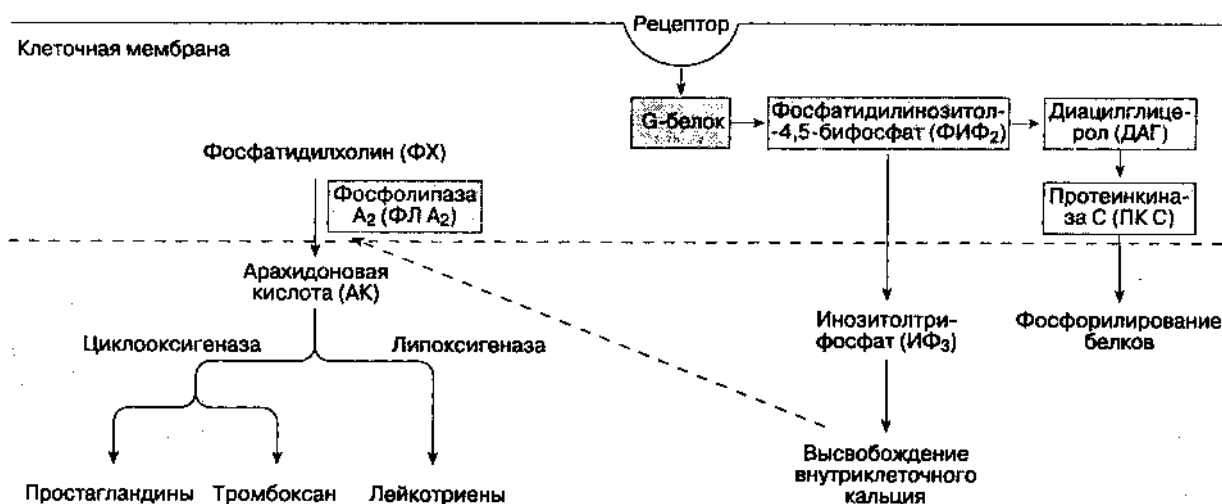 Рецептор
Клеточная мембрана
G-белок
Фосфатидилинозитол-
-4,5-бифосфат (ФИФ₂)
Диацилглице-
рол (ДАГ)
Фосфатидилхолин (ФХ)
Фосфолипаза
А₂ (ФЛ А₂)
Протеинкина-
за С (ПК С)
Арахидоновая
кислота (АК)
Инозитолтри-
фосфат (ИФ₃)
Фосфорилирование
белков
Циклооксигеназа
Липоксигеназа
Высвобождение
внутриклеточного
кальция
Простагландины
Тромбоксан
Лейкотриены